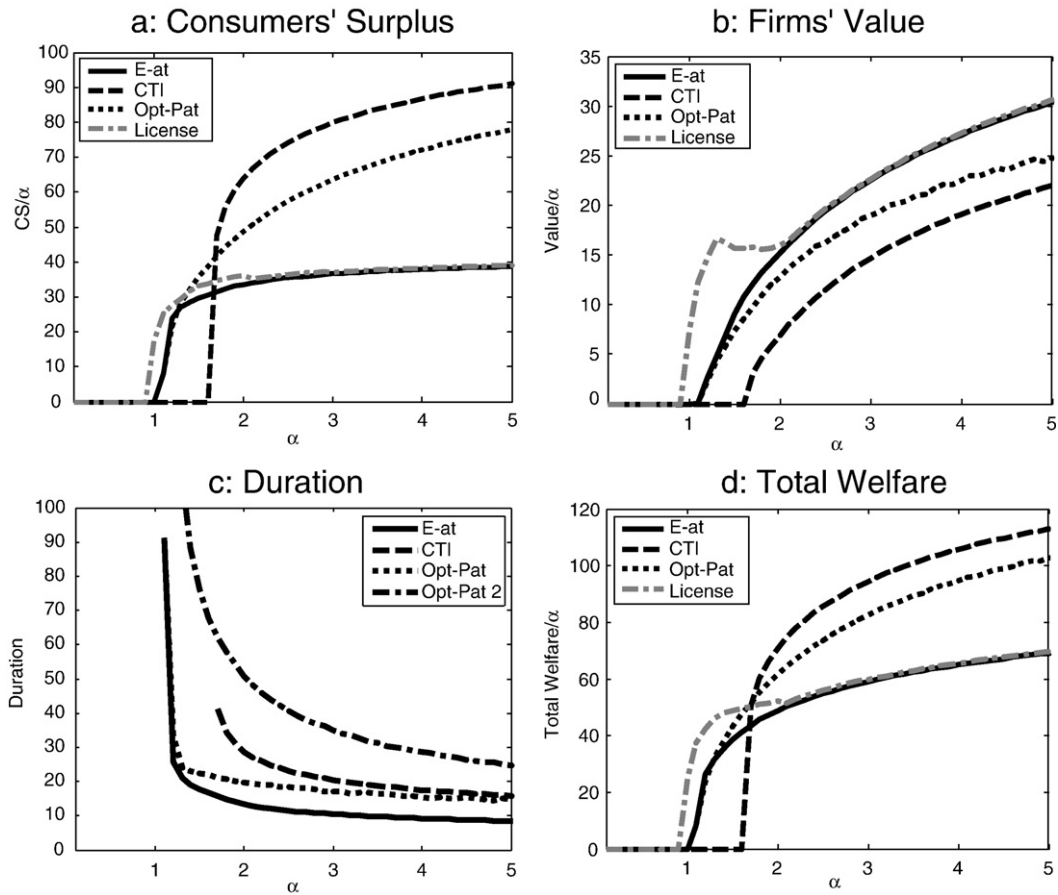 a: Consumers' Surplus
100
90
80
70
60
50
40
30
20
10
0
CS/α
E-at
CTI
Opt-Pat
License
1
2
3
4
5
α
b: Firms' Value
35
30
25
20
15
10
5
0
Value/α
E-at
CTI
Opt-Pat
License
1
2
3
4
5
α
c: Duration
100
90
80
70
60
50
40
30
20
10
0
Duration
E-at
CTI
Opt-Pat
Opt-Pat 2
1
2
3
4
5
α
d: Total Welfare
120
100
80
60
40
20
0
Total Welfare/α
E-at
CTI
Opt-Pat
License
1
2
3
4
5
α